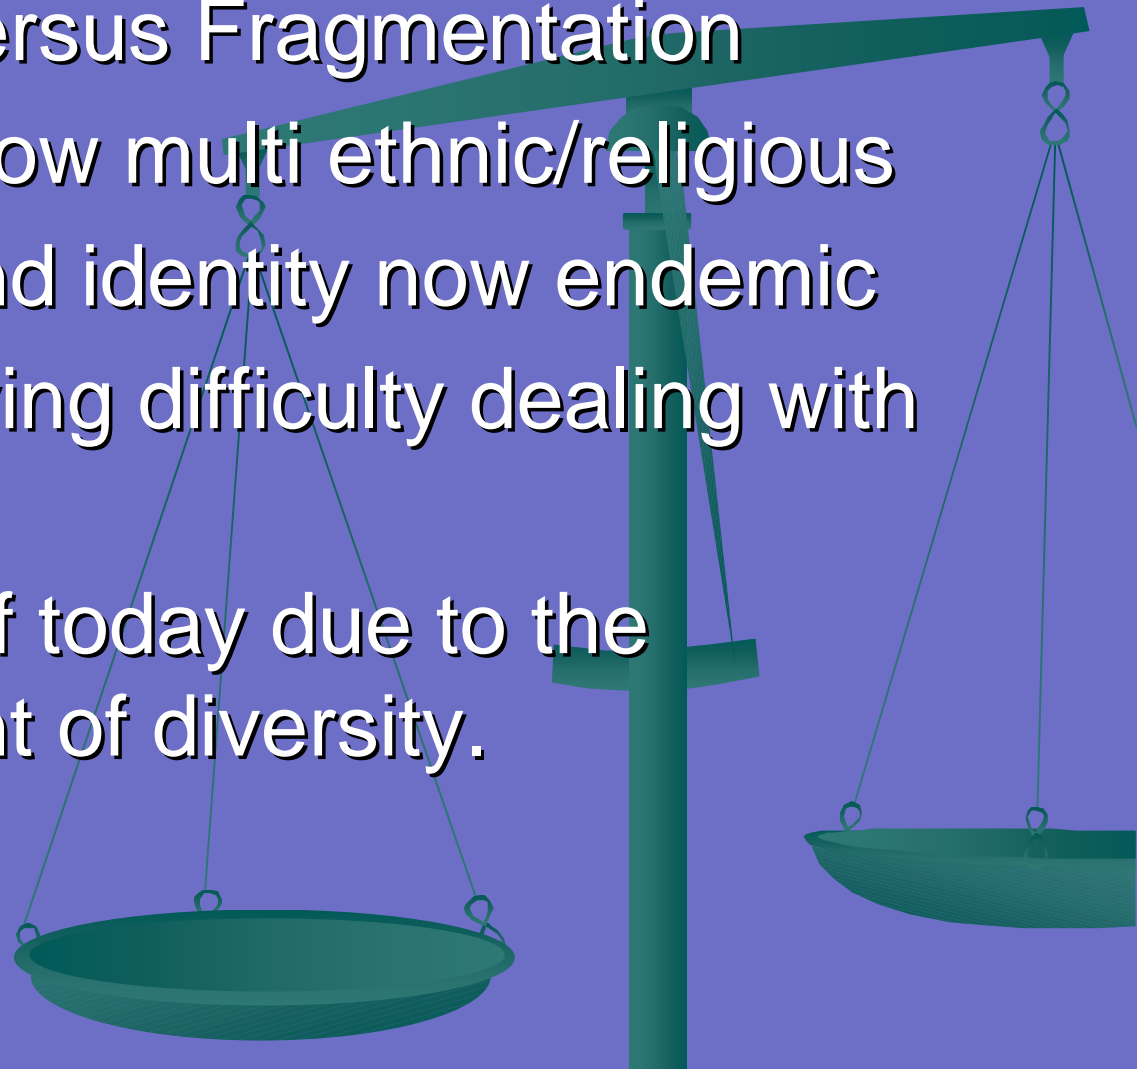 ersus Fragmentation
ow multi ethnic/religious
nd identity now endemic
ing difficulty dealing with
f today due to the
nt of diversity.